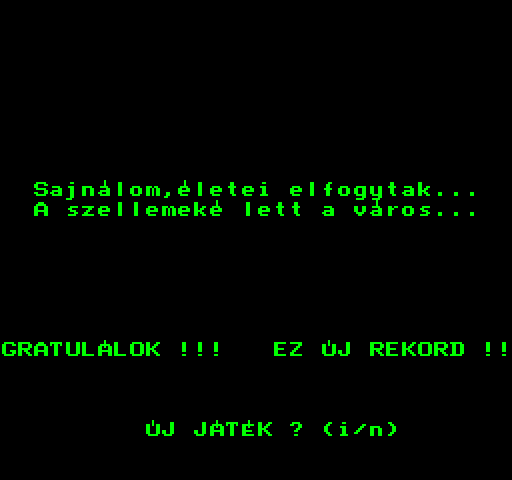 Sajnálom,életei elfogytak...
A szellemeké lett a város...
GRATULÁLOK !!! EZ ÚJ REKORD !!
ÚJ JÁTÉK ? (i/n)